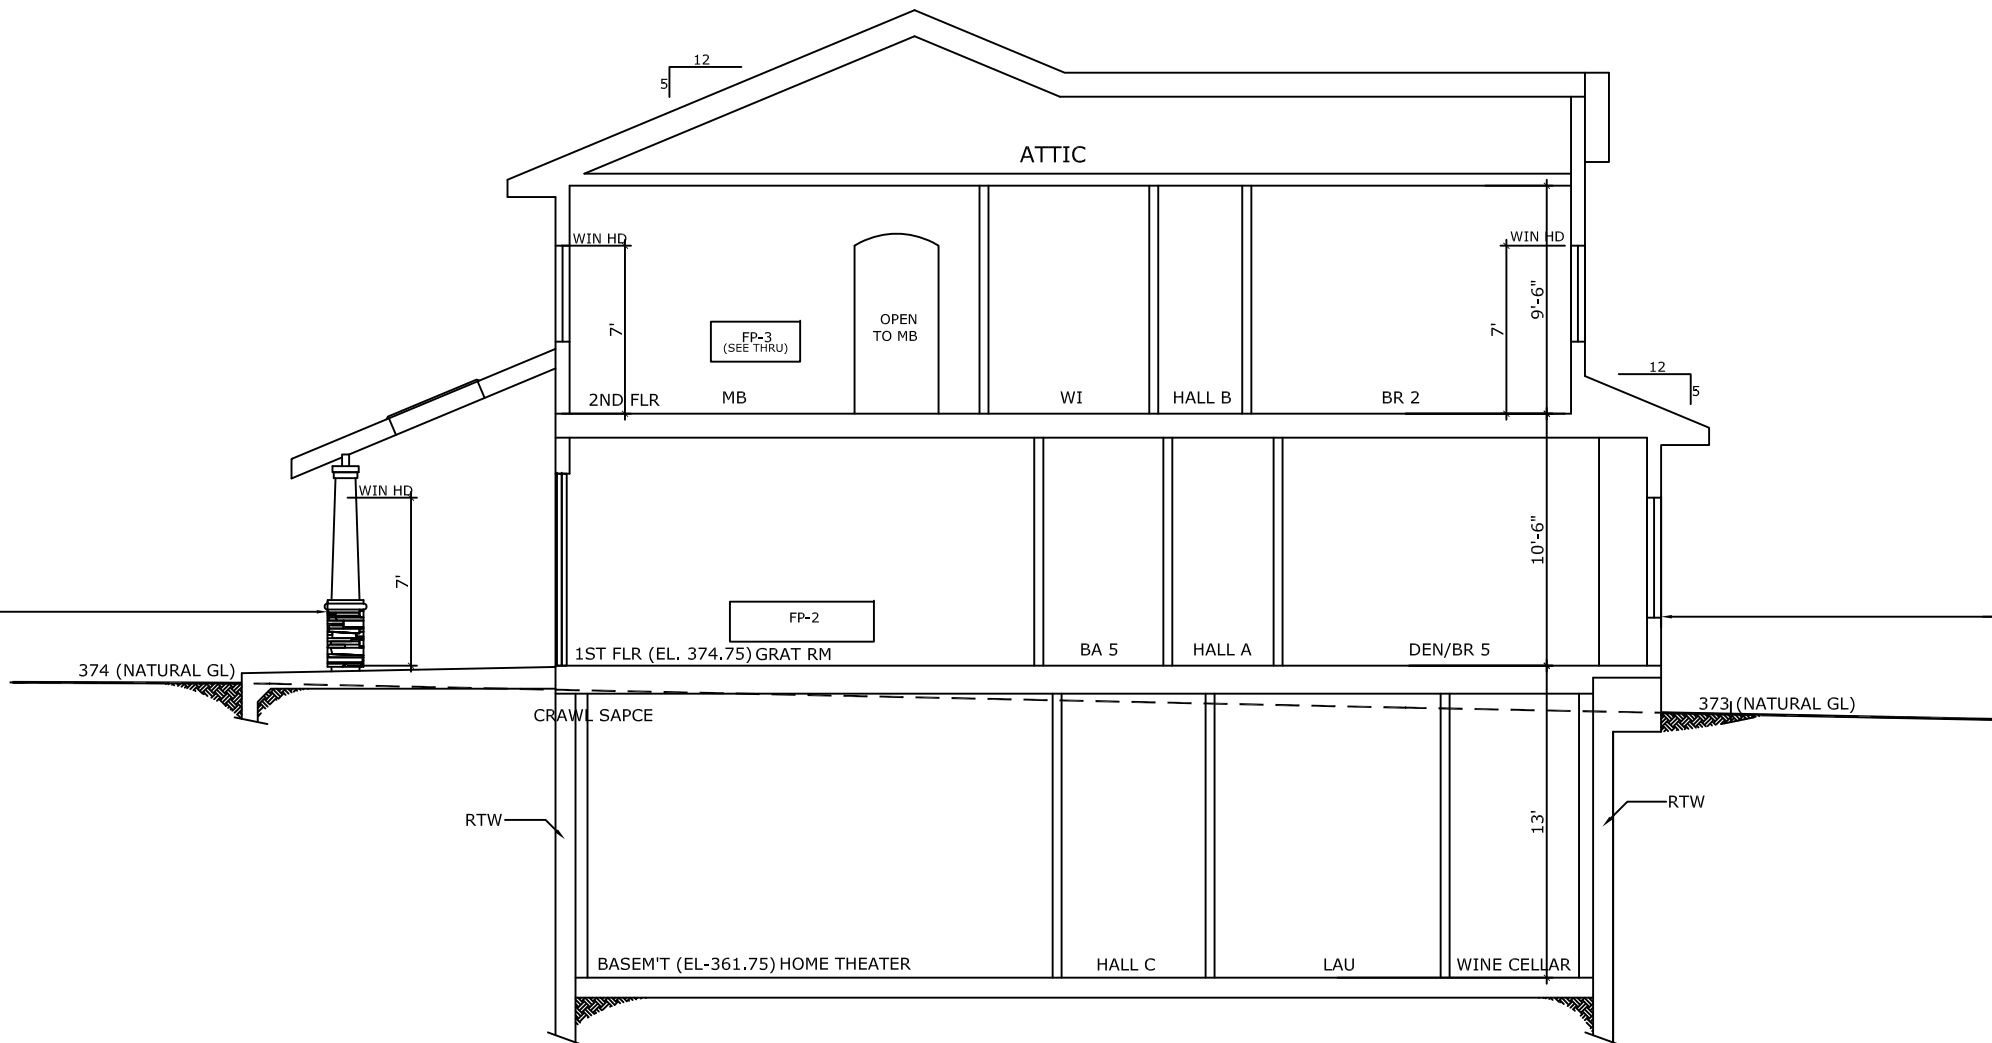 12
5
ATTIC
WIN HD
WIN HD
9'-6"
7'
OPEN
TO MB
7'
FP-3
(SEE THRU)
12
5
2ND FLR
MB
WI
HALL B
BR 2
WIN HD
10'-6"
7'
FP-2
1ST FLR (EL. 374.75) GRAT RM
BA 5
HALL A
DEN/BR 5
374 (NATURAL GL)
CRAWL SAPCE
373 (NATURAL GL)
RTW
RTW
13'
BASEM'T (EL-361.75) HOME THEATER
HALL C
LAU
WINE CELLAR